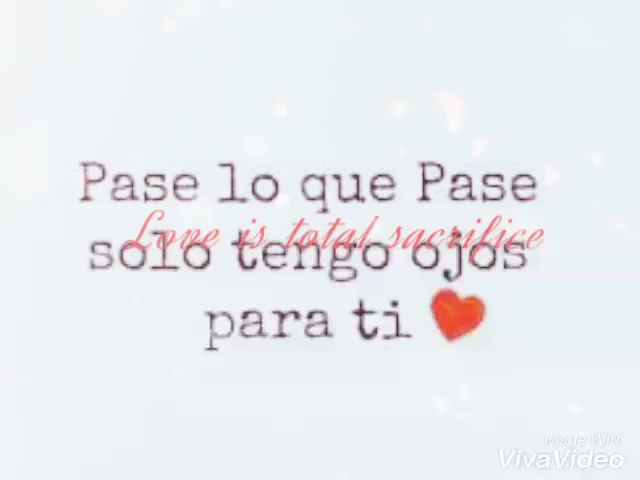 Pase lo que Pase
Love is total sacrifice
solo tengo ojos
para ti
Made With
VivaVideo